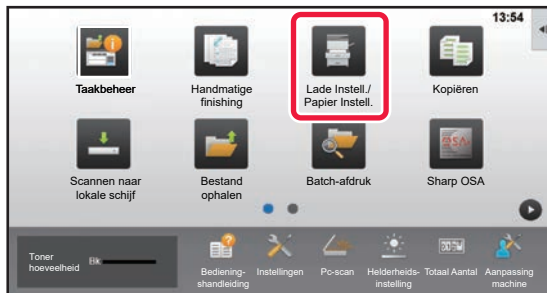 13:54
Taakbeheer
Handmatige
finishing
Lade Instell./
Papier Instell.
Kopiëren
Scannen naar
lokale schijf
Bestand
ophalen
Batch-afdruk
Sharp OSA
OSA
Toner
hoeveelheid
Bk
Bediening-
shandleiding
Instellingen
Pc-scan
Helderheids-
instelling
Totaal Aantal
Aanpassing
machine